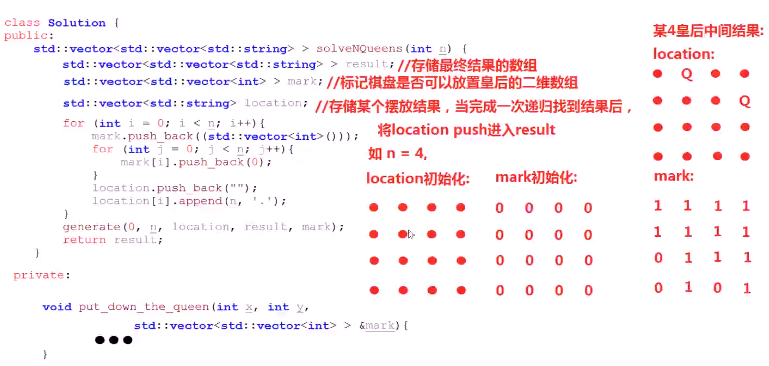 class Solution {
public:
std::vector<std::vector<std::string> > solveNQueens(int n) {
std::vector<std::vector<std::string> > result; //存储最终结果的数组
std::vector<std::vector<int> > mark; //标记棋盘是否可以放置皇后的二维数组
std::vector<std::string> location; //存储某个摆放结果，当完成一次递归找到结果后，
将location push进入result
for (int i = 0; i < n; i++){
mark.push_back((std::vector<int>()));
for (int j = 0; j < n; j++){
mark[i].push_back(0);
}
location.push_back("");
location[i].append(n, '.');
}
generate(0, n, location, result, mark);
return result;
}
private:
void put_down_the_queen(int x, int y,
std::vector<std::vector<int> > &mark){
●●●
}
如 n = 4,
location初始化:
● ● ● ●
● ● ● ●
● ● ● ●
● ● ● ●
mark初始化:
0 0 0 0
0 0 0 0
0 0 0 0
0 0 0 0
某4皇后中间结果:
location:
● Q ● ●
● ● ● Q
● ● ● ●
● ● ● ●
mark:
1 1 1 1
1 1 1 1
0 1 1 1
0 1 0 1